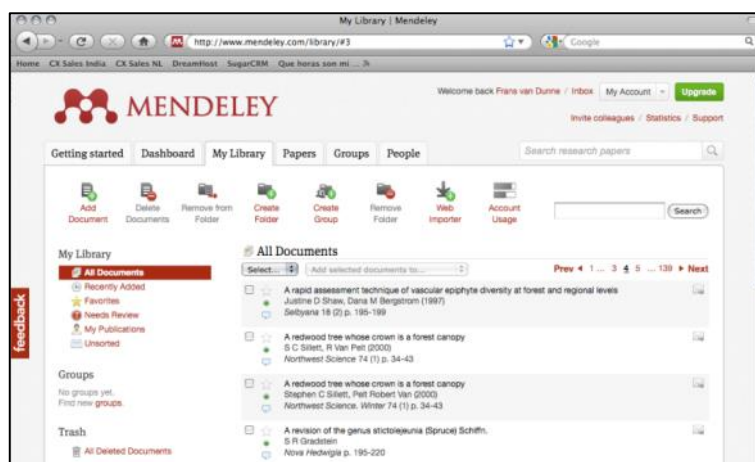 My Library | Mendeley
http://www.mendeley.com/library/#3
Google
Home CX Sales India CX Sales NL DreamHost SugarCRM Que horas son mi ...
Welcome back Frans van Dunne / Inbox My Account Upgrade
MENDELEY
Invite colleagues / Statistics / Support
Getting started Dashboard My Library Papers Groups People Search research papers
Add Document
Delete Documents
Remove from Folder
Create Folder
Create Group
Remove Folder
Web Importer
Account Usage
Search
My Library
All Documents
Recently Added
Favorites
Needs Review
My Publications
Unsorted
Groups
No groups yet.
Find new groups.
Trash
All Deleted Documents
feedback
All Documents
Select... Add selected documents to... Prev 1 ... 3 4 5 ... 139 Next
A rapid assessment technique of vascular epiphyte diversity at forest and regional levels
Justine D Shaw, Dana M Bergstrom (1997)
Selbyana 18 (2) p. 195-199
A redwood tree whose crown is a forest canopy
S C Sillett, R Van Pelt (2000)
Northwest Science 74 (1) p. 34-43
A redwood tree whose crown is a forest canopy
Stephen C Sillett, Pelt Robert Van (2000)
Northwest Science. Winter 74 (1) p. 34-43
A revision of the genus stictolejeunia (Spruce) Schiffn.
S R Gradstein
Nova Hedwigia p. 195-220